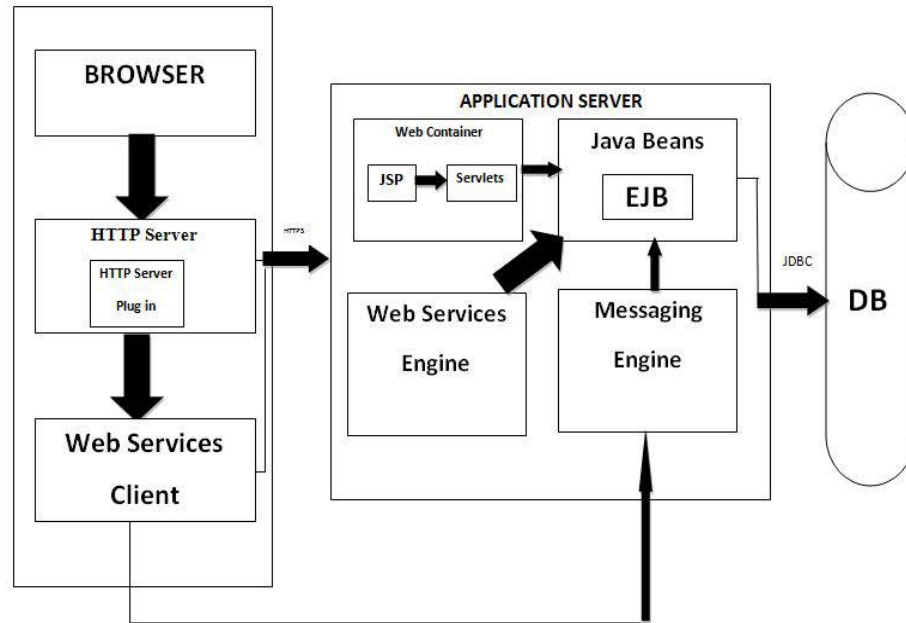 BROWSER
HTTP Server
HTTP Server
Plug in
Web Services
Client
HTTPS
APPLICATION SERVER
Web Container
JSP
Servlets
Java Beans
EJB
Web Services
Engine
Messaging
Engine
JDBC
DB